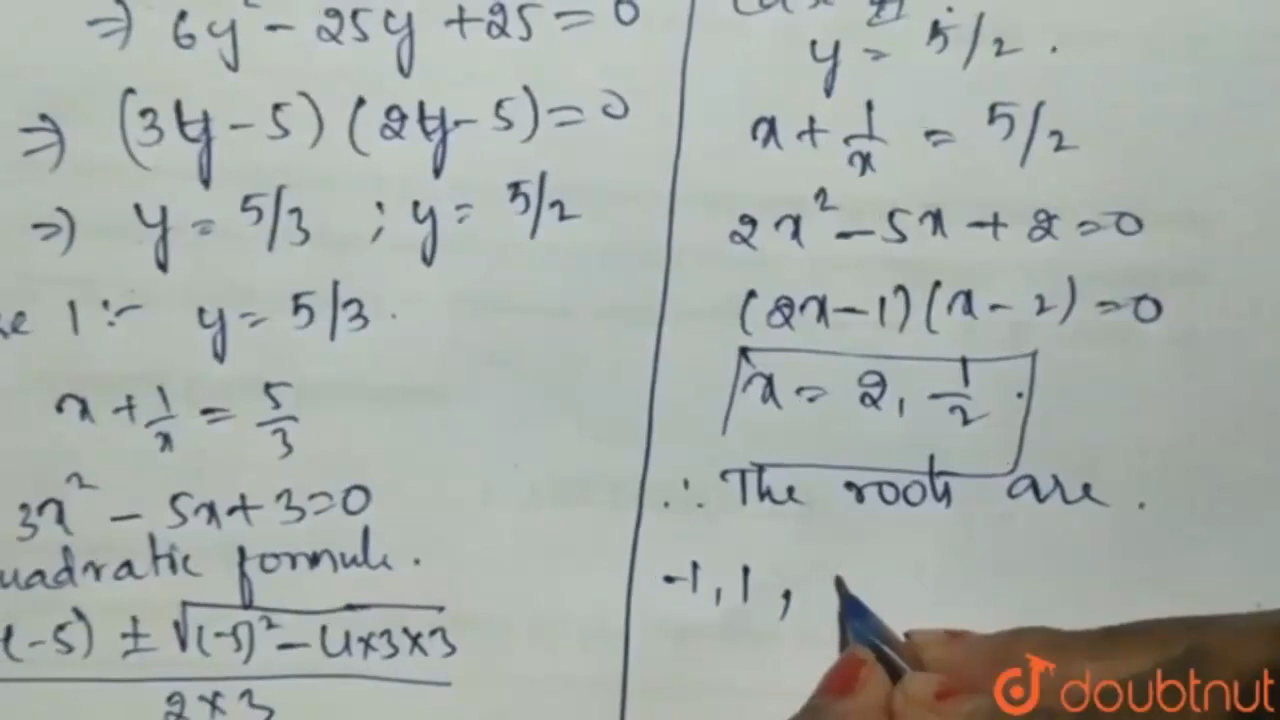 ⇒ 6y² - 25y + 25 = 0
⇒ (3y - 5) (2y - 5) = 0
⇒ y = 5/3 ; y = 5/2
1 :- y = 5/3 .
x + 1/x = 5/3
3x² - 5x + 3 = 0
formula .
(-5) ± √(-5)² - 4×3×3
2 × 3
y = 5/2 .
x + 1/x = 5/2
2x² - 5x + 2 = 0
(2x - 1) (x - 2) = 0
x = 2, 1/2 .
∴ The roots are .
-1, 1 ,
doubtnut